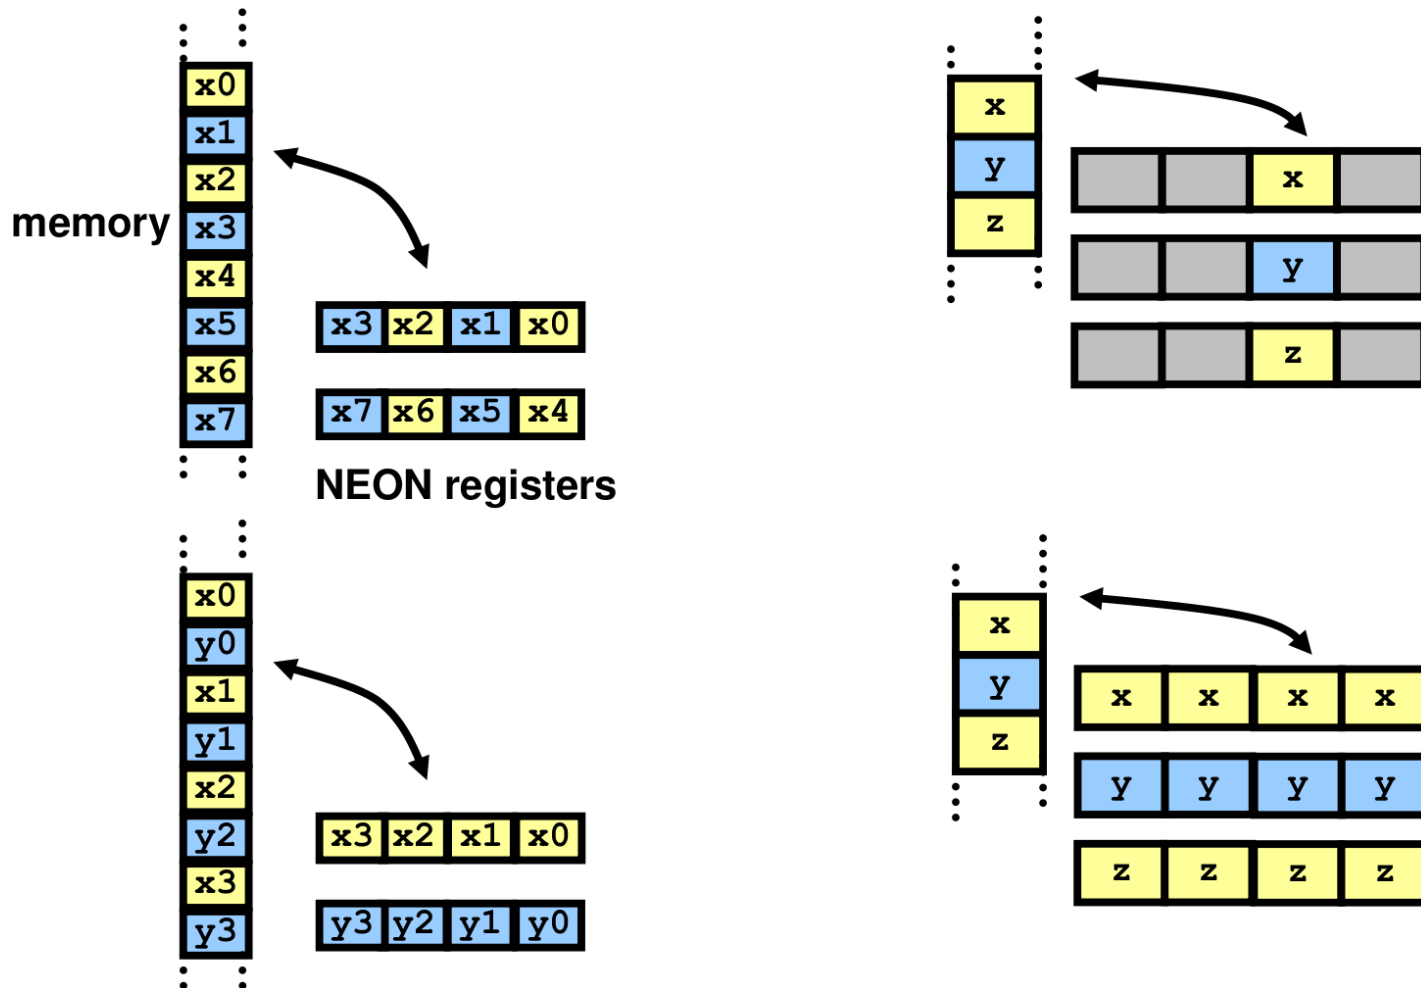 x0
x1
x2
memory
x3
x4
x5
x6
x7
x3 x2 x1 x0
x7 x6 x5 x4
NEON registers
x
y
z
x
y
z
x0
y0
x1
y1
x2
y2
x3
y3
x3 x2 x1 x0
y3 y2 y1 y0
x
y
z
x x x x
y y y y
z z z z